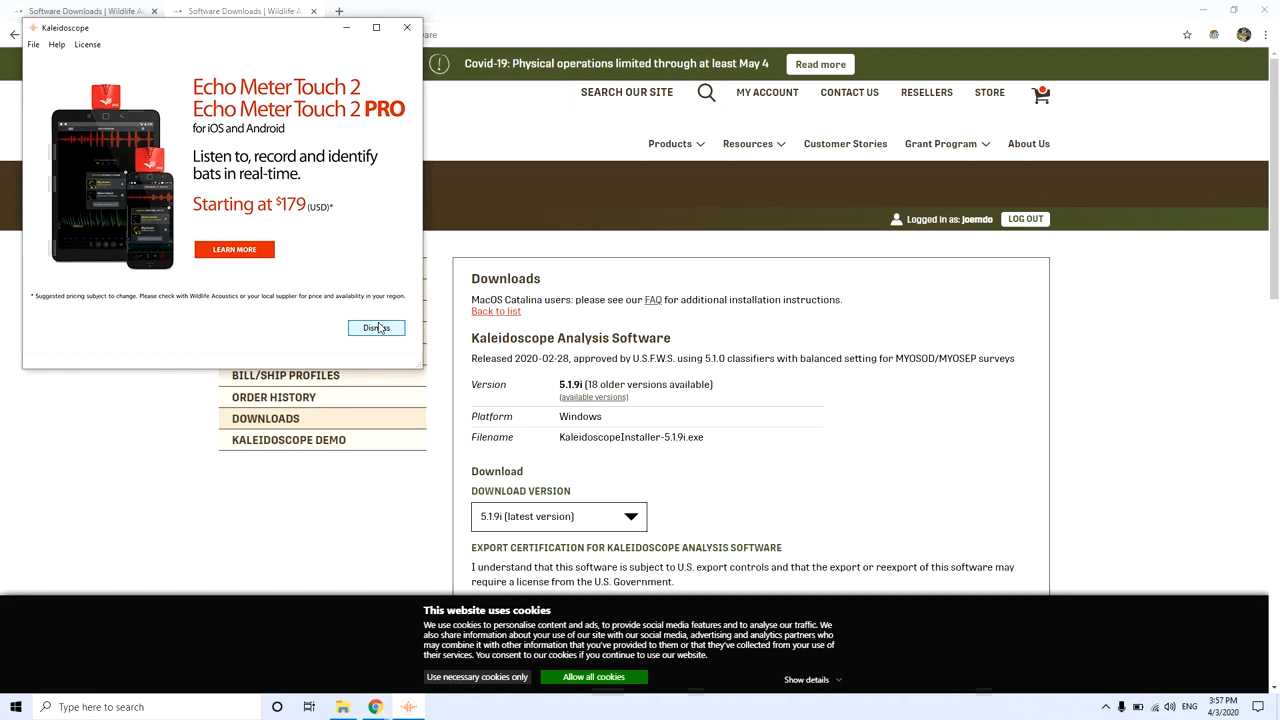 Software Downloads | Wildlife Ac
Software Downloads | Wildlife Ac
Kaleidoscope
File Help License
Echo Meter Touch 2
Echo Meter Touch 2 PRO
for iOS and Android
Listen to, record and identify
bats in real-time.
Starting at $179 (USD)*
LEARN MORE
* Suggested pricing subject to change. Please check with Wildlife Acoustics or your local supplier for price and availability in your region.
Dismiss
Covid-19: Physical operations limited through at least May 4
Read more
SEARCH OUR SITE MY ACCOUNT CONTACT US RESELLERS STORE
Products Resources Customer Stories Grant Program About Us
Logged in as: joemdo LOG OUT
BILL/SHIP PROFILES
ORDER HISTORY
DOWNLOADS
KALEIDOSCOPE DEMO
Downloads
MacOS Catalina users: please see our FAQ for additional installation instructions.
Back to list
Kaleidoscope Analysis Software
Released 2020-02-28, approved by U.S.F.W.S. using 5.1.0 classifiers with balanced setting for MYOSOD/MYOSEP surveys
Version 5.1.9i (18 older versions available)
(available versions)
Platform Windows
Filename KaleidoscopeInstaller-5.1.9i.exe
Download
DOWNLOAD VERSION
5.1.9i (latest version)
EXPORT CERTIFICATION FOR KALEIDOSCOPE ANALYSIS SOFTWARE
I understand that this software is subject to U.S. export controls and that the export or reexport of this software may
require a license from the U.S. Government.
This website uses cookies
We use cookies to personalise content and ads, to provide social media features and to analyse our traffic. We
also share information about your use of our site with our social media, advertising and analytics partners who
may combine it with other information that you've provided to them or that they've collected from your use of
their services. You consent to our cookies if you continue to use our website.
Use necessary cookies only Allow all cookies Show details
Type here to search
ENG
3:57 PM
4/3/2020